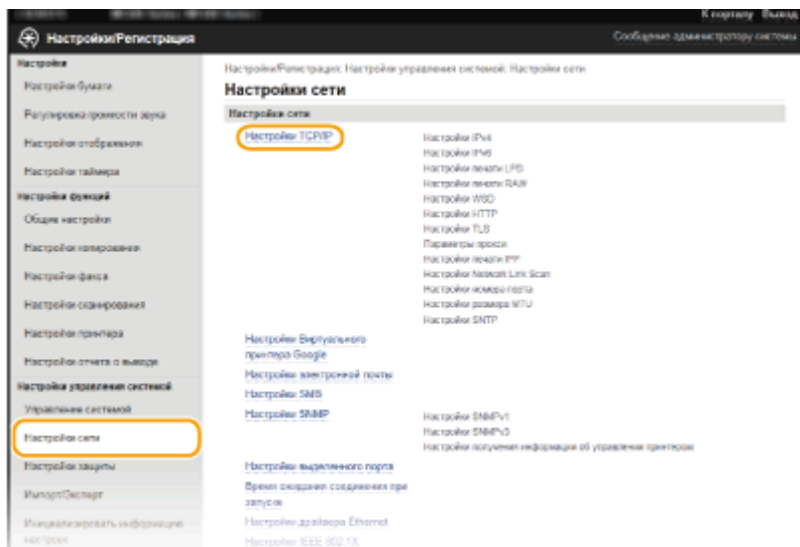 К порталу Выход
Настройки/Регистрация
Сообщение администратору системы
Настройки
Настройки бумаги
Регулировка громкости звука
Настройки отображения
Настройки таймера
Настройки функций
Общие настройки
Настройки копирования
Настройки факса
Настройки сканирования
Настройки принтера
Настройки отчета о выводе
Настройки управления системой
Управление системой
Настройки сети
Настройки защиты
Импорт/Экспорт
Инициализировать информацию
настроек
Настройки/Регистрация: Настройки управления системой: Настройки сети
Настройки сети
Настройки сети
Настройки TCP/IP
Настройки IPv4
Настройки IPv6
Настройки печати LPD
Настройки печати RAW
Настройки WSD
Настройки HTTP
Настройки TLS
Параметры прокси
Настройки печати IPP
Настройки Network Link Scan
Настройки номера порта
Настройки размера MTU
Настройки SNTP
Настройки Виртуального
принтера Google
Настройки электронной почты
Настройки SMB
Настройки SNMP
Настройки SNMPv1
Настройки SNMPv3
Настройки получения информации об управлении принтером
Настройки выделенного порта
Время ожидания соединения при
запуске
Настройки драйвера Ethernet
Настройки IEEE 802.1X